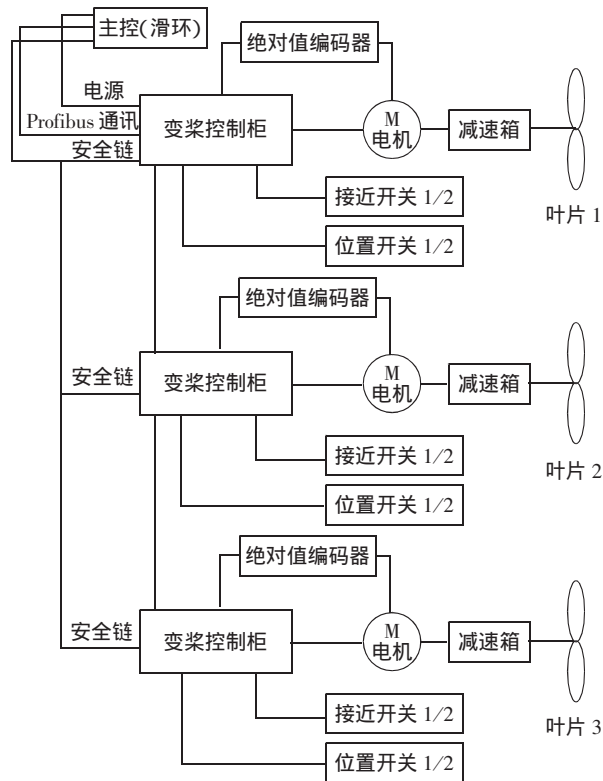 主控(滑环)
绝对值编码器
电源
Profibus 通讯
安全链
变桨控制柜
M
电机
减速箱
接近开关 1/2
位置开关 1/2
叶片 1
绝对值编码器
安全链
变桨控制柜
M
电机
减速箱
接近开关 1/2
位置开关 1/2
叶片 2
绝对值编码器
安全链
变桨控制柜
M
电机
减速箱
接近开关 1/2
位置开关 1/2
叶片 3